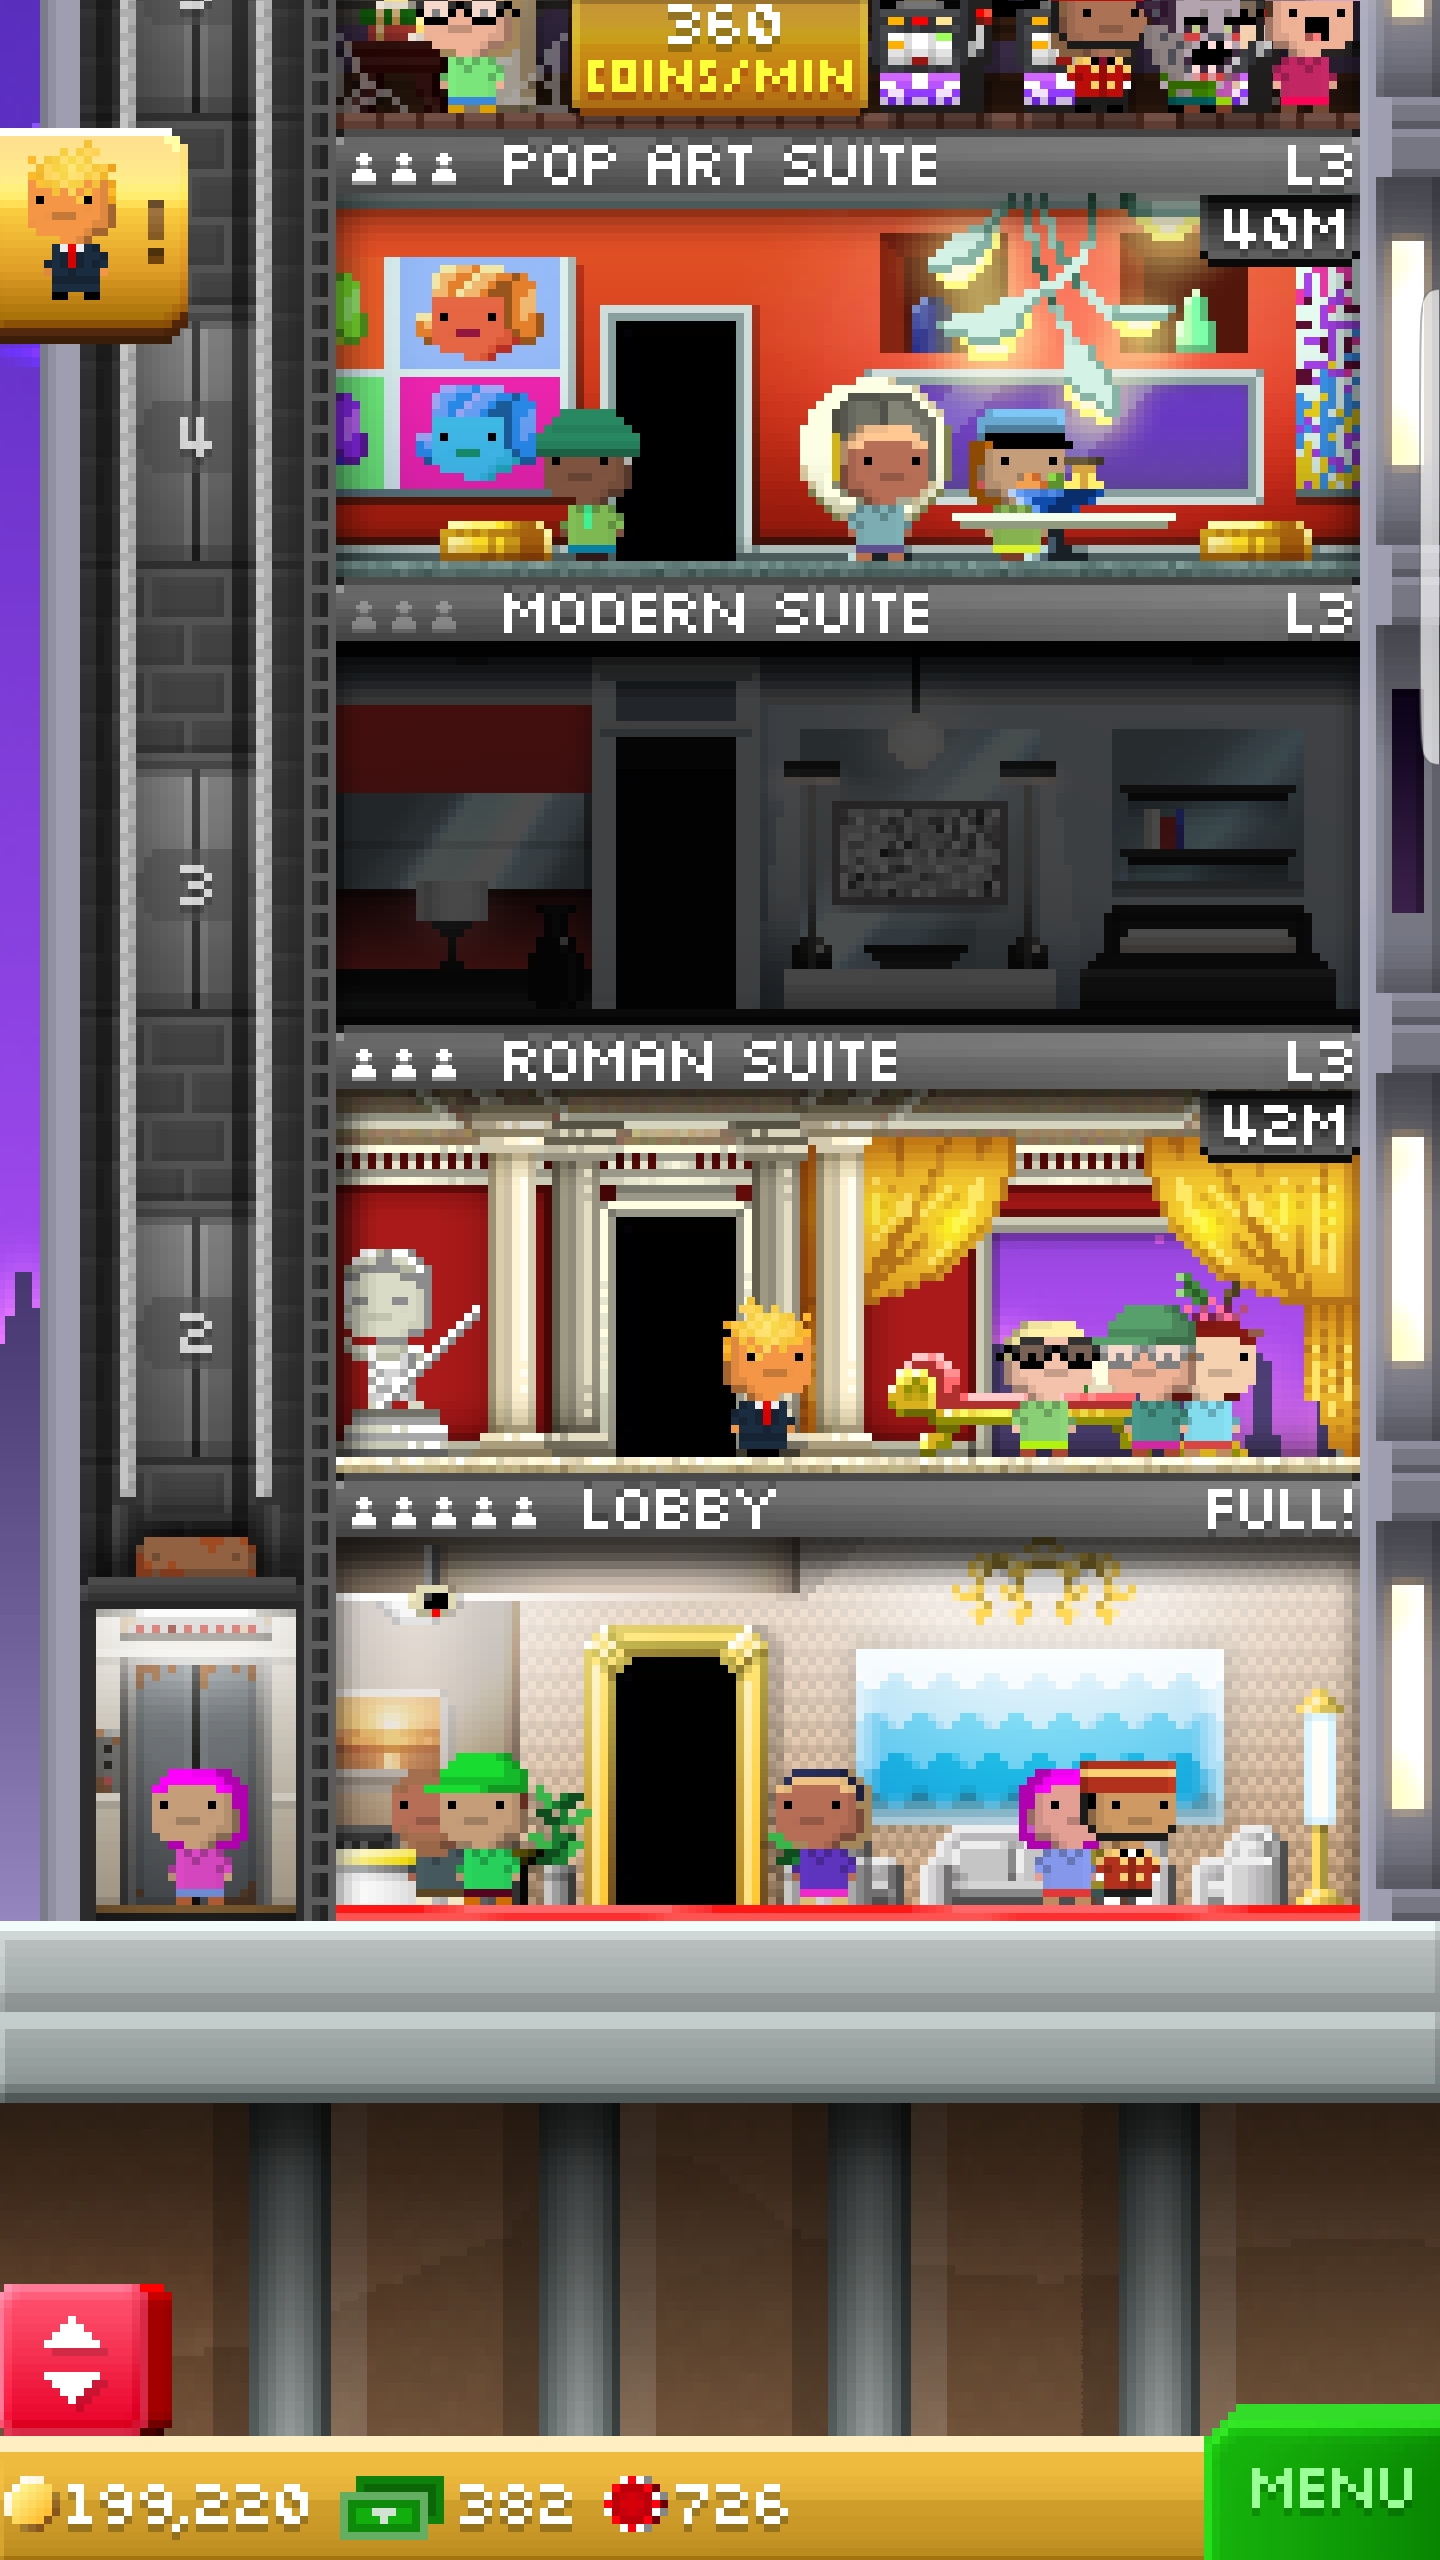 360
COINS/MIN
POP ART SUITE L3
40M
!
4
MODERN SUITE L3
3
ROMAN SUITE L3
42M
2
LOBBY FULL!
199,220 382 726
MENU